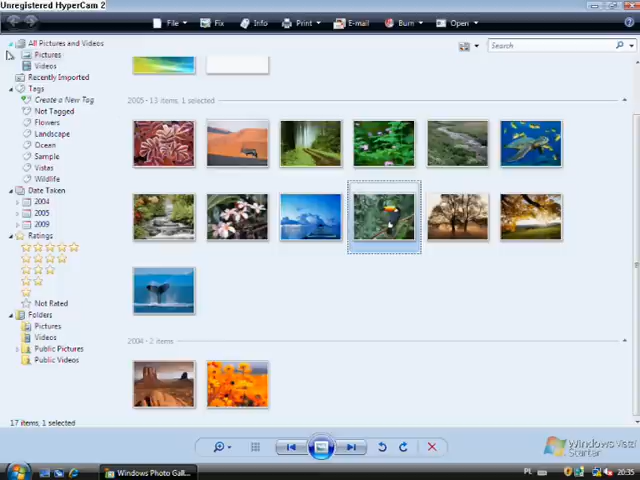 Unregistered HyperCam 2
File Fix Info Print E-mail Burn Open
All Pictures and Videos
Search
Pictures
Videos
Recently Imported
Tags
2005 - 13 items, 1 selected
Create a New Tag
Not Tagged
Flowers
Landscape
Ocean
Sample
Vistas
Wildlife
Date Taken
2004
2005
2009
Ratings
Not Rated
Folders
Pictures
Videos
2004 - 2 items
Public Pictures
Public Videos
17 items, 1 selected
Windows Vista
Starter
Windows Photo Gall...
PL
20:35